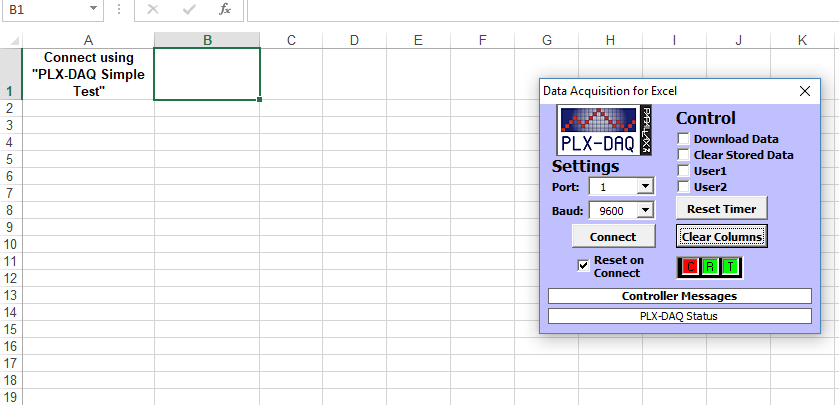 B1
fx
A B C D E F G H I J K
1
Connect using
"PLX-DAQ Simple
Test"
2
3
4
5
6
7
8
9
10
11
12
13
14
15
16
17
18
19
Data Acquisition for Excel
PLX-DAQ
PARALLAX
Control
Download Data
Clear Stored Data
User1
User2
Settings
Port: 1
Baud: 9600
Reset Timer
Connect
Clear Columns
Reset on
Connect
C R T
Controller Messages
PLX-DAQ Status